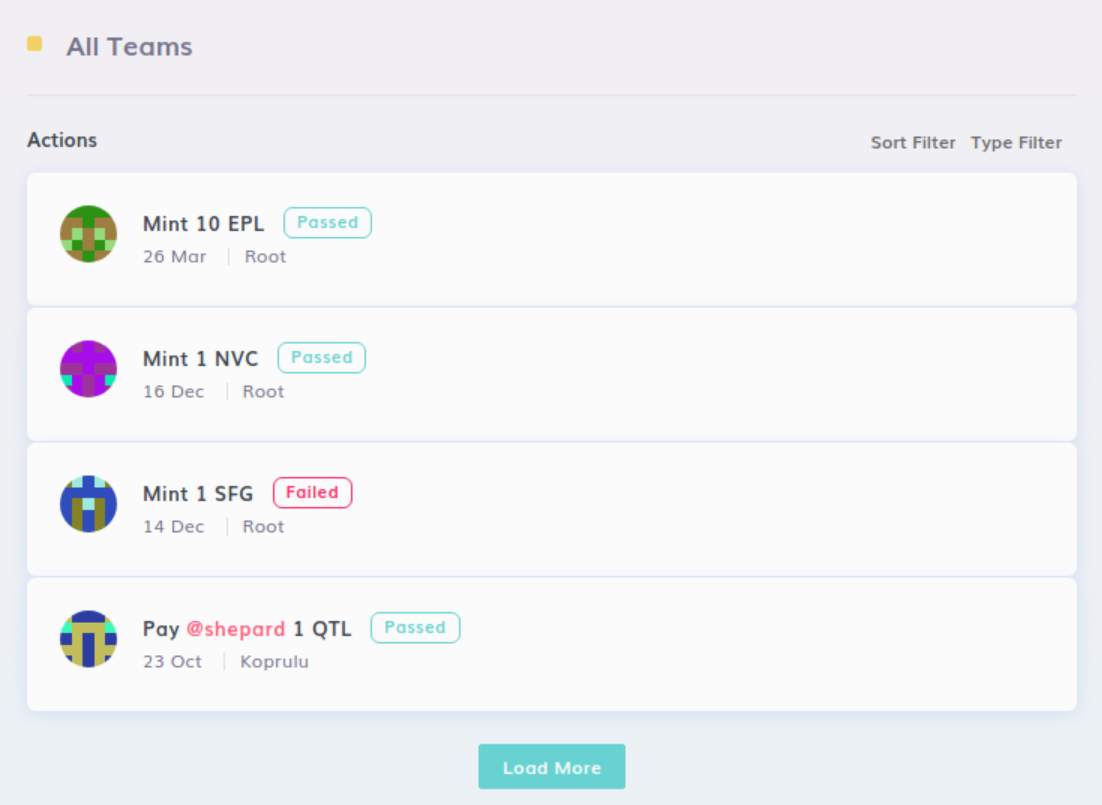 All Teams
Actions
Sort Filter Type Filter
Mint 10 EPL Passed
26 Mar Root
Mint 1 NVC Passed
16 Dec Root
Mint 1 SFG Failed
14 Dec Root
Pay @shepard 1 QTL Passed
23 Oct Koprulu
Load More